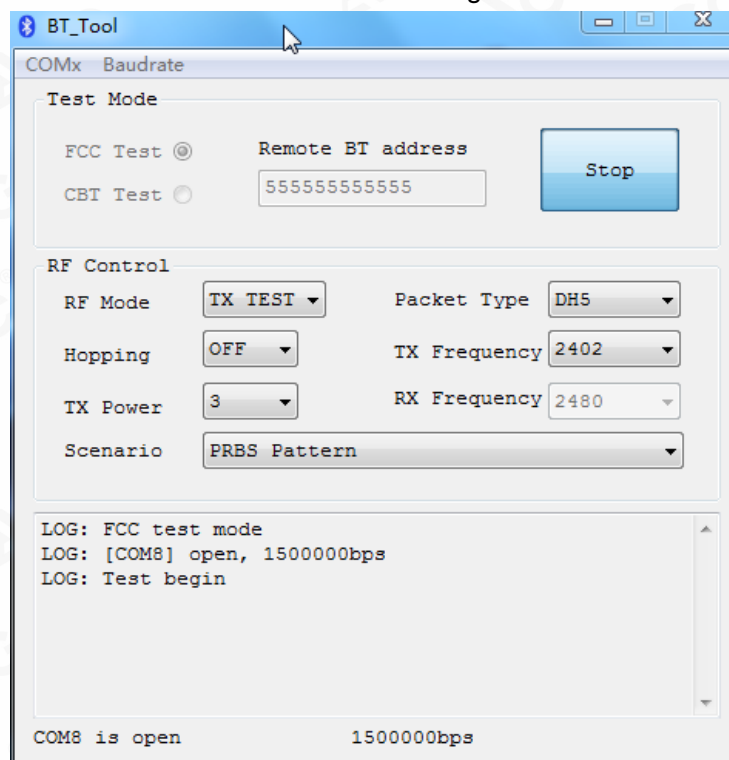 BT_Tool
COMx Baudrate
Test Mode
FCC Test
Remote BT address
Stop
CBT Test
555555555555
RF Control
RF Mode TX TEST Packet Type DH5
Hopping OFF TX Frequency 2402
TX Power 3 RX Frequency 2480
Scenario PRBS Pattern
LOG: FCC test mode
LOG: [COM8] open, 1500000bps
LOG: Test begin
COM8 is open 1500000bps